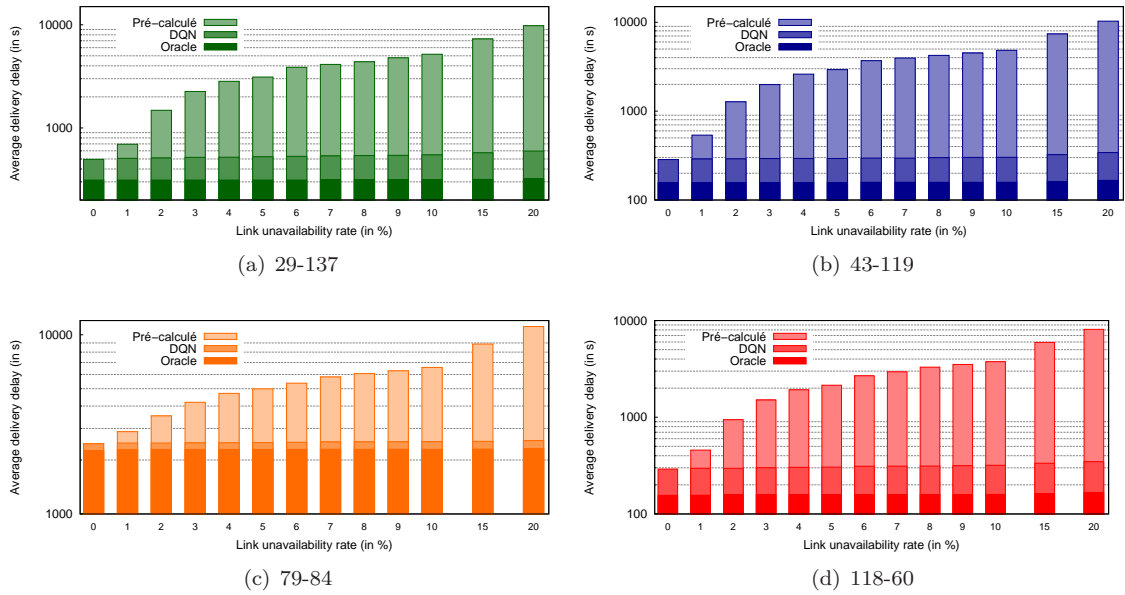 Average delivery delay (in s)
1000
Pré−calculé
DQN
Oracle
0 1 2 3 4 5 6 7 8 9 10 15 20
Link unavailability rate (in %)
(a) 29-137
Average delivery delay (in s)
10000
1000
100
Pré−calculé
DQN
Oracle
0 1 2 3 4 5 6 7 8 9 10 15 20
Link unavailability rate (in %)
(b) 43-119
Average delivery delay (in s)
10000
1000
Pré−calculé
DQN
Oracle
0 1 2 3 4 5 6 7 8 9 10 15 20
Link unavailability rate (in %)
(c) 79-84
Average delivery delay (in s)
10000
1000
100
Pré−calculé
DQN
Oracle
0 1 2 3 4 5 6 7 8 9 10 15 20
Link unavailability rate (in %)
(d) 118-60